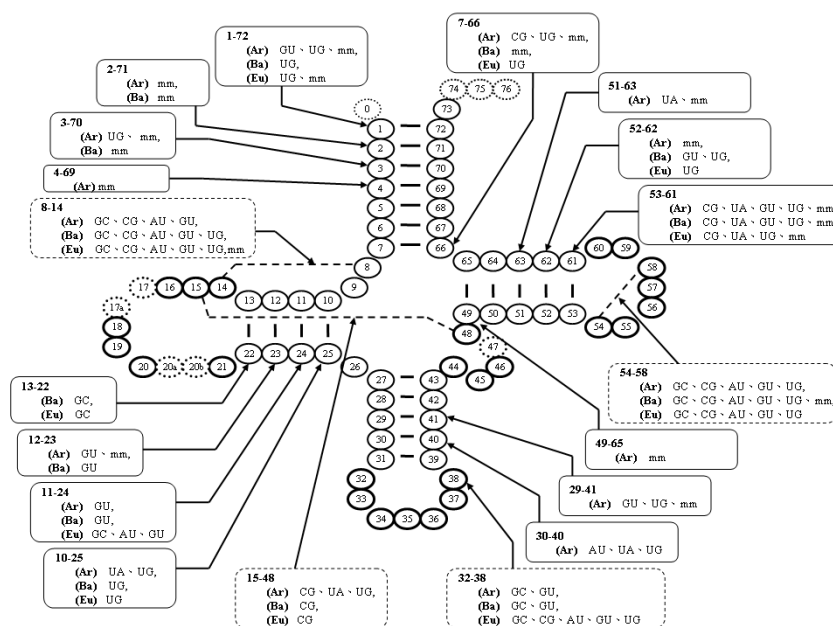 1-72
(Ar) GU、UG、mm,
(Ba) UG,
(Eu) UG、mm
7-66
(Ar) CG、UG、mm,
(Ba) mm,
(Eu) UG
2-71
(Ar) mm,
(Ba) mm
51-63
(Ar) UA、mm
3-70
(Ar) UG、mm,
(Ba) mm
52-62
(Ar) mm,
(Ba) GU、UG,
(Eu) UG
4-69
(Ar) mm
53-61
(Ar) CG、UA、GU、UG、mm
(Ba) CG、UA、GU、UG、mm
(Eu) CG、UA、UG、mm
8-14
(Ar) GC、CG、AU、GU,
(Ba) GC、CG、AU、GU、UG,
(Eu) GC、CG、AU、GU、UG,mm
74 75 76
0 73
1 72
2 71
3 70
4 69
5 68
6 67
7 66
65 64 63 62 61 60 59
8
9
17 16 15 14
13 12 11 10
58
57
56
17a
18
19
49 50 51 52 53 54 55
48
47
46
45
44
20 20a 20b 21
22 23 24 25 26
27 43
28 42
29 41
30 40
31 39
32 38
33 37
34 35 36
13-22
(Ba) GC,
(Eu) GC
54-58
(Ar) GC、CG、AU、GU、UG,
(Ba) GC、CG、AU、GU、UG、mm,
(Eu) GC、CG、AU、GU、UG
12-23
(Ar) GU、mm,
(Ba) GU
49-65
(Ar) mm
11-24
(Ar) GU,
(Ba) GU,
(Eu) GC、AU、GU
29-41
(Ar) GU、UG、mm
30-40
(Ar) AU、UA、UG
10-25
(Ar) UA、UG,
(Ba) UG,
(Eu) UG
15-48
(Ar) CG、UA、UG,
(Ba) CG,
(Eu) CG
32-38
(Ar) GC、GU,
(Ba) GC、GU,
(Eu) GC、CG、AU、GU、UG